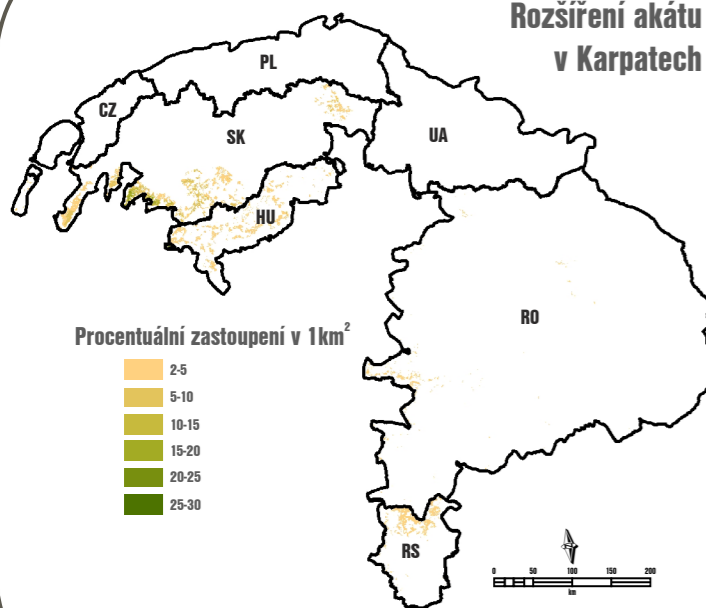 Rozšíření akátu
v Karpatech
PL
CZ
SK
UA
HU
RO
Procentuální zastoupení v 1km²
2-5
5-10
10-15
15-20
20-25
25-30
RS
0 50 100 150 200
km